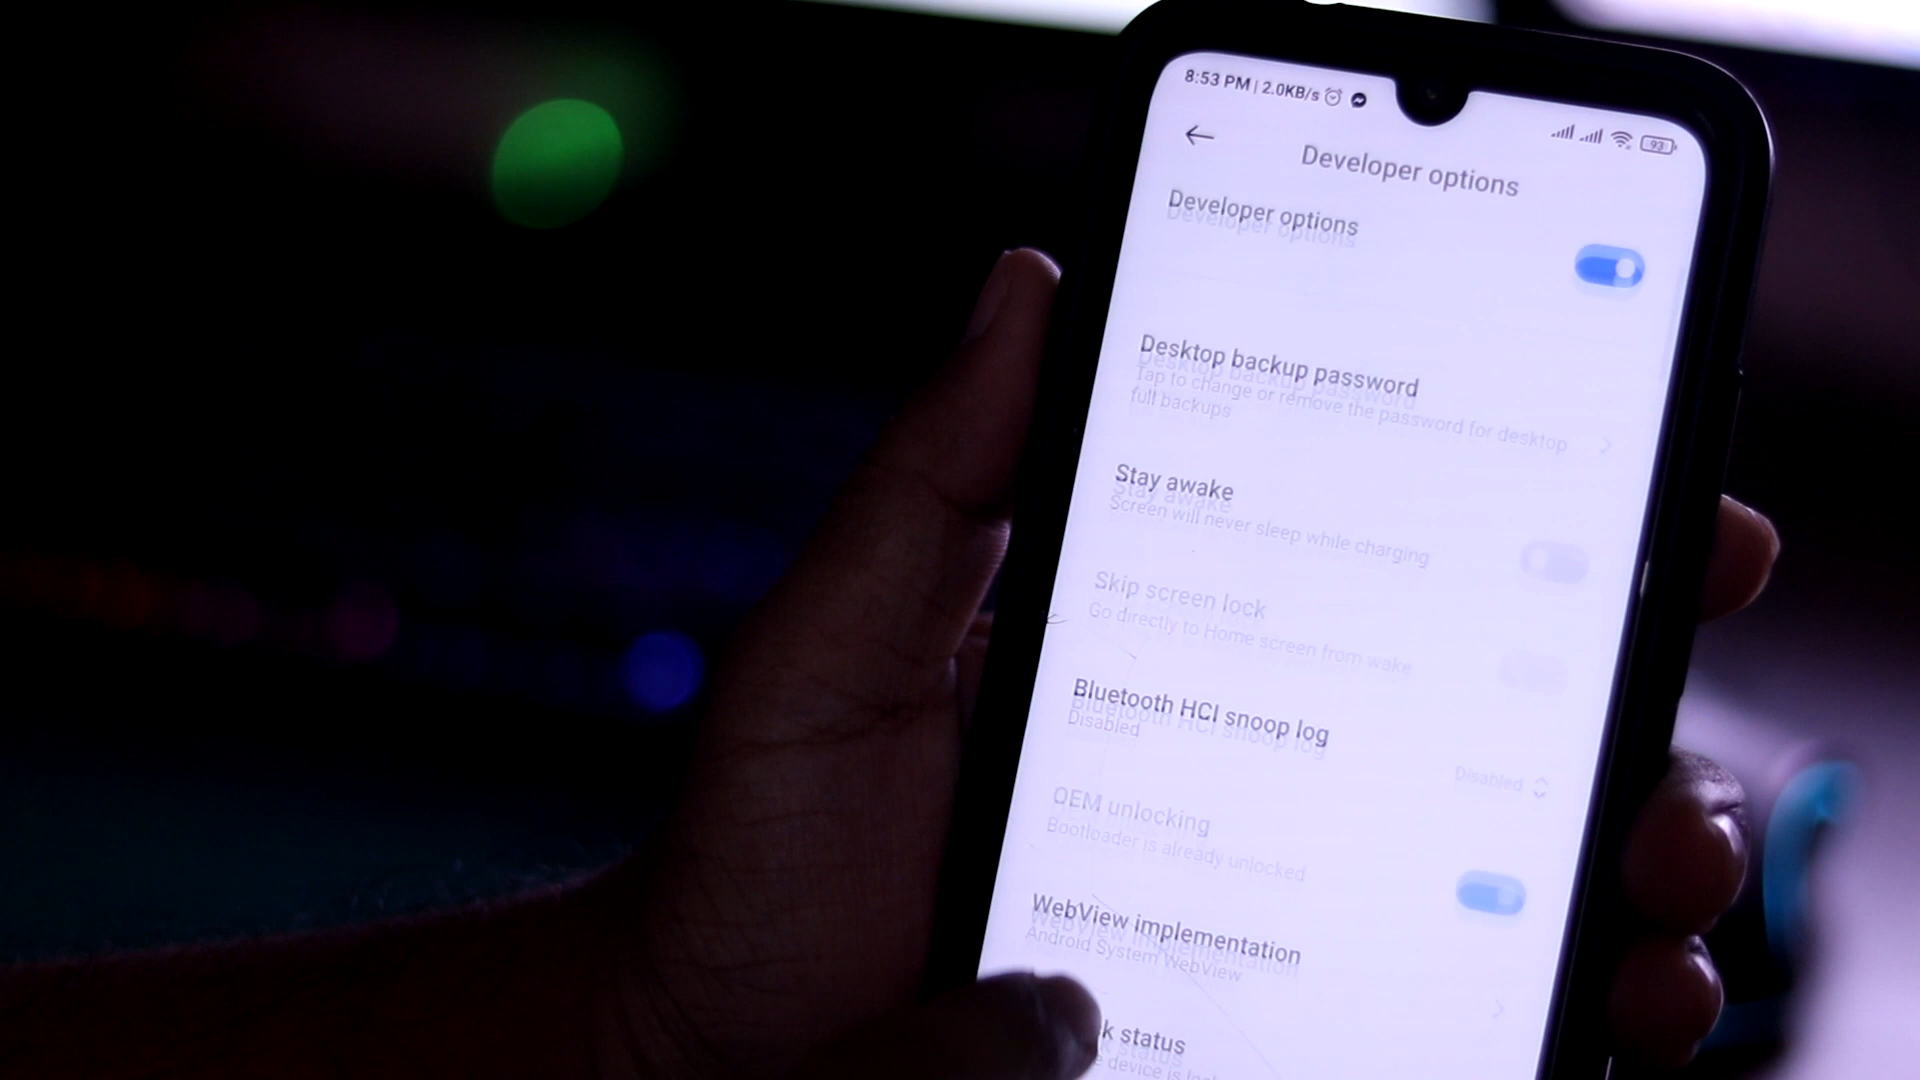 8:53 PM | 2.0KB/s
93
Developer options
Developer options
Desktop backup password
Tap to change or remove the password for desktop
full backups
Stay awake
Screen will never sleep while charging
Skip screen lock
Go directly to Home screen from wake
Bluetooth HCI snoop log
Disabled
Disabled
OEM unlocking
Bootloader is already unlocked
WebView implementation
Android System WebView
k status
device is